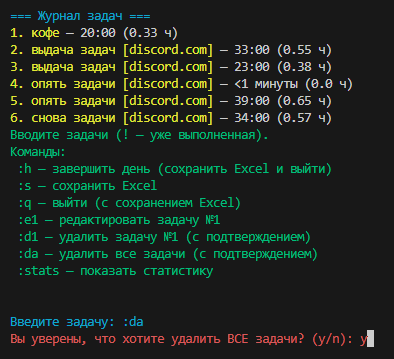 === Журнал задач ===
1. кофе — 20:00 (0.33 ч)
2. выдача задач [discord.com] — 33:00 (0.55 ч)
3. выдача задач [discord.com] — 23:00 (0.38 ч)
4. опять задачи [discord.com] — <1 минуты (0.0 ч)
5. опять задачи [discord.com] — 39:00 (0.65 ч)
6. снова задачи [discord.com] — 34:00 (0.57 ч)
Вводите задачи (! — уже выполненная).
Команды:
:h — завершить день (сохранить Excel и выйти)
:s — сохранить Excel
:q — выйти (с сохранением Excel)
:e1 — редактировать задачу №1
:d1 — удалить задачу №1 (с подтверждением)
:da — удалить все задачи (с подтверждением)
:stats — показать статистику
Введите задачу: :da
Вы уверены, что хотите удалить ВСЕ задачи? (y/n): y